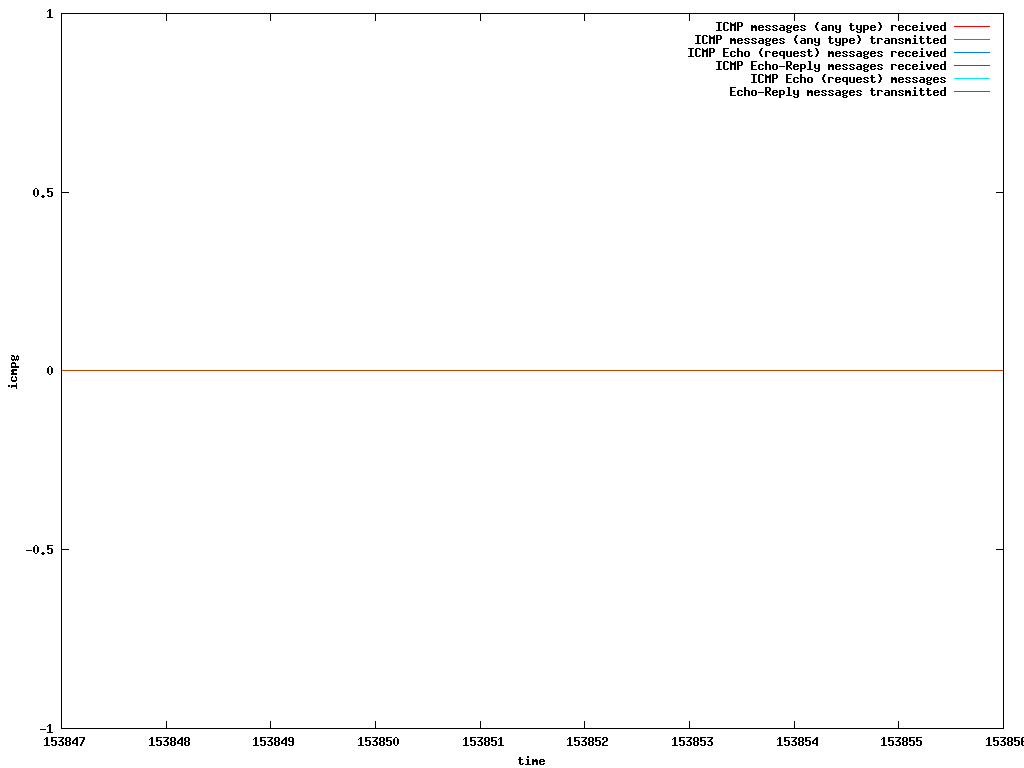 1
ICMP messages (any type) received
ICMP messages (any type) transmitted
ICMP Echo (request) messages received
ICMP Echo-Reply messages received
ICMP Echo (request) messages
Echo-Reply messages transmitted
0.5
icmpg
0
-0.5
-1
153847 153848 153849 153850 153851 153852 153853 153854 153855 153856
time